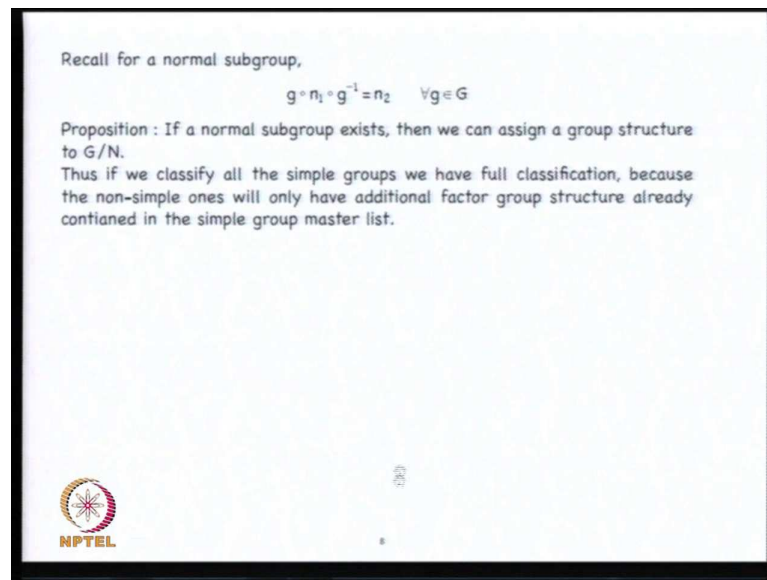 Recall for a normal subgroup,
g∘n₁∘g⁻¹=n₂ ∀g∈G
Proposition : If a normal subgroup exists, then we can assign a group structure
to G/N.
Thus if we classify all the simple groups we have full classification, because
the non-simple ones will only have additional factor group structure already
contianed in the simple group master list.
NPTEL
8